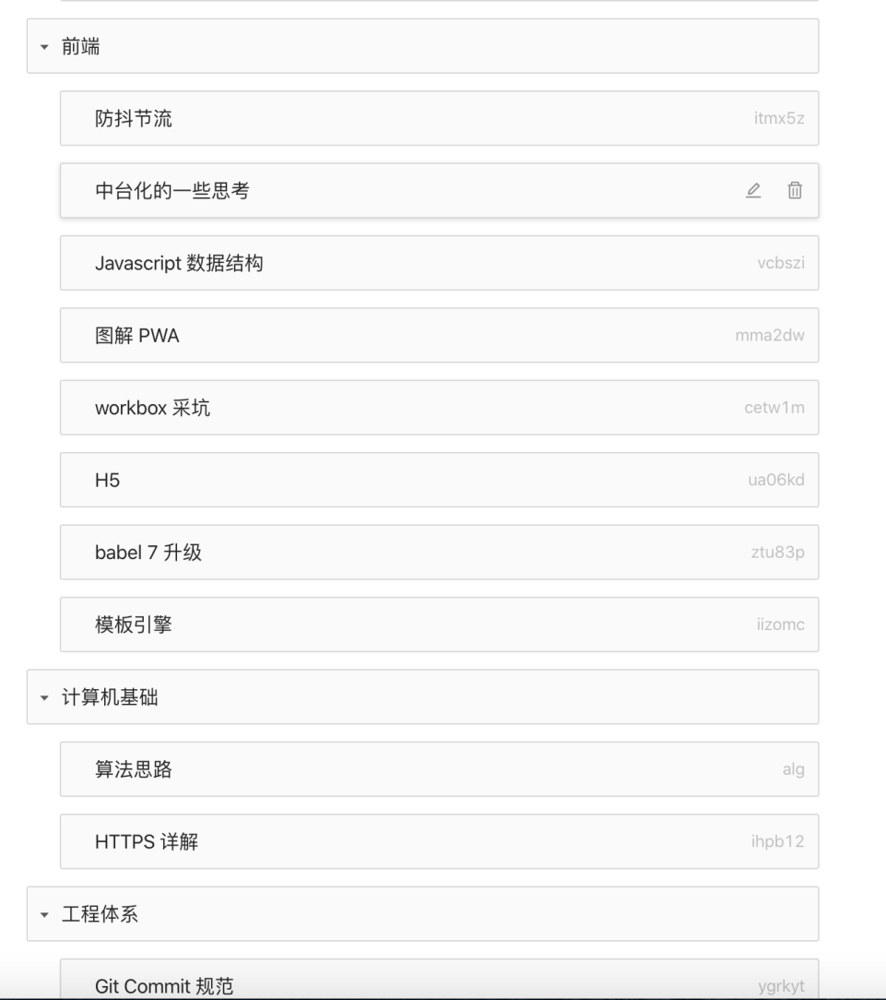 前端
防抖节流 itmx5z
中台化的一些思考
Javascript 数据结构 vcbszi
图解 PWA mma2dw
workbox 采坑 cetw1m
H5 ua06kd
babel 7 升级 ztu83p
模板引擎 iizomc
计算机基础
算法思路 alg
HTTPS 详解 ihpb12
工程体系
Git Commit 规范 ygrkyt